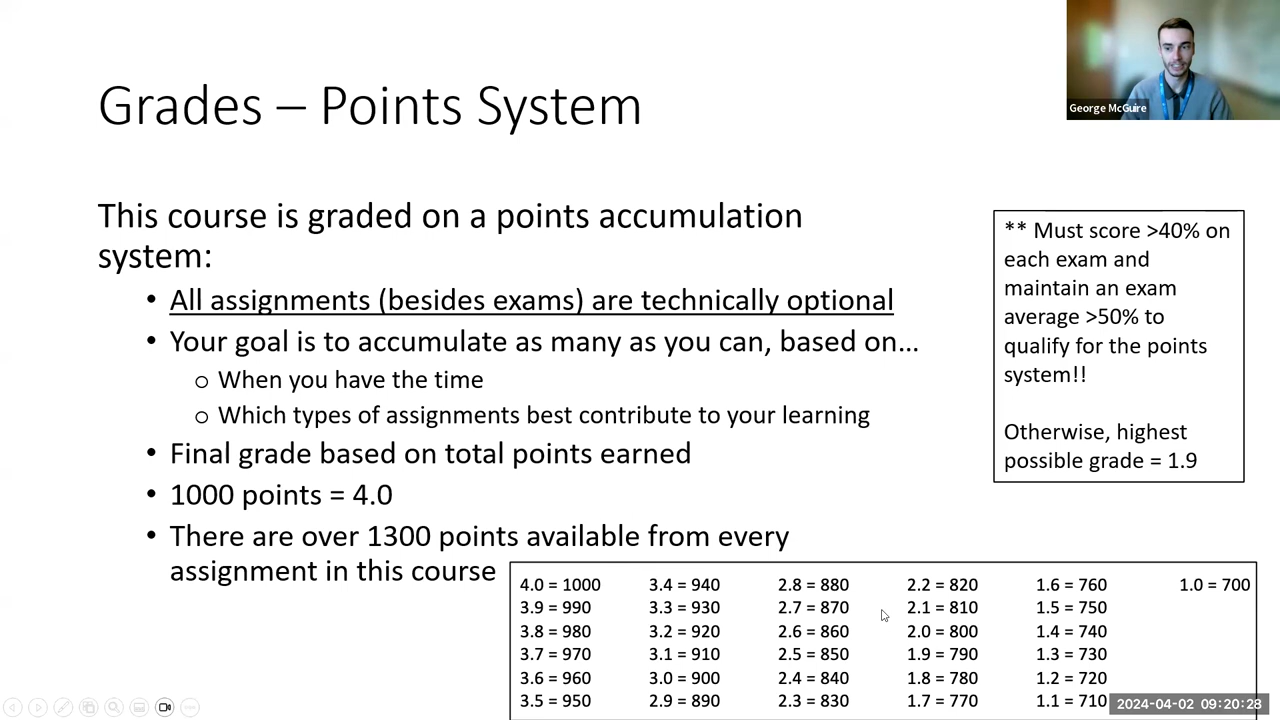 George McGuire
Grades – Points System
This course is graded on a points accumulation
system:
• All assignments (besides exams) are technically optional
• Your goal is to accumulate as many as you can, based on…
o When you have the time
o Which types of assignments best contribute to your learning
• Final grade based on total points earned
• 1000 points = 4.0
• There are over 1300 points available from every
assignment in this course
** Must score >40% on
each exam and
maintain an exam
average >50% to
qualify for the points
system!!
Otherwise, highest
possible grade = 1.9
4.0 = 1000 3.4 = 940 2.8 = 880 2.2 = 820 1.6 = 760 1.0 = 700
3.9 = 990 3.3 = 930 2.7 = 870 2.1 = 810 1.5 = 750
3.8 = 980 3.2 = 920 2.6 = 860 2.0 = 800 1.4 = 740
3.7 = 970 3.1 = 910 2.5 = 850 1.9 = 790 1.3 = 730
3.6 = 960 3.0 = 900 2.4 = 840 1.8 = 780 1.2 = 720
3.5 = 950 2.9 = 890 2.3 = 830 1.7 = 770 1.1 = 710
2024-04-02 09:20:28